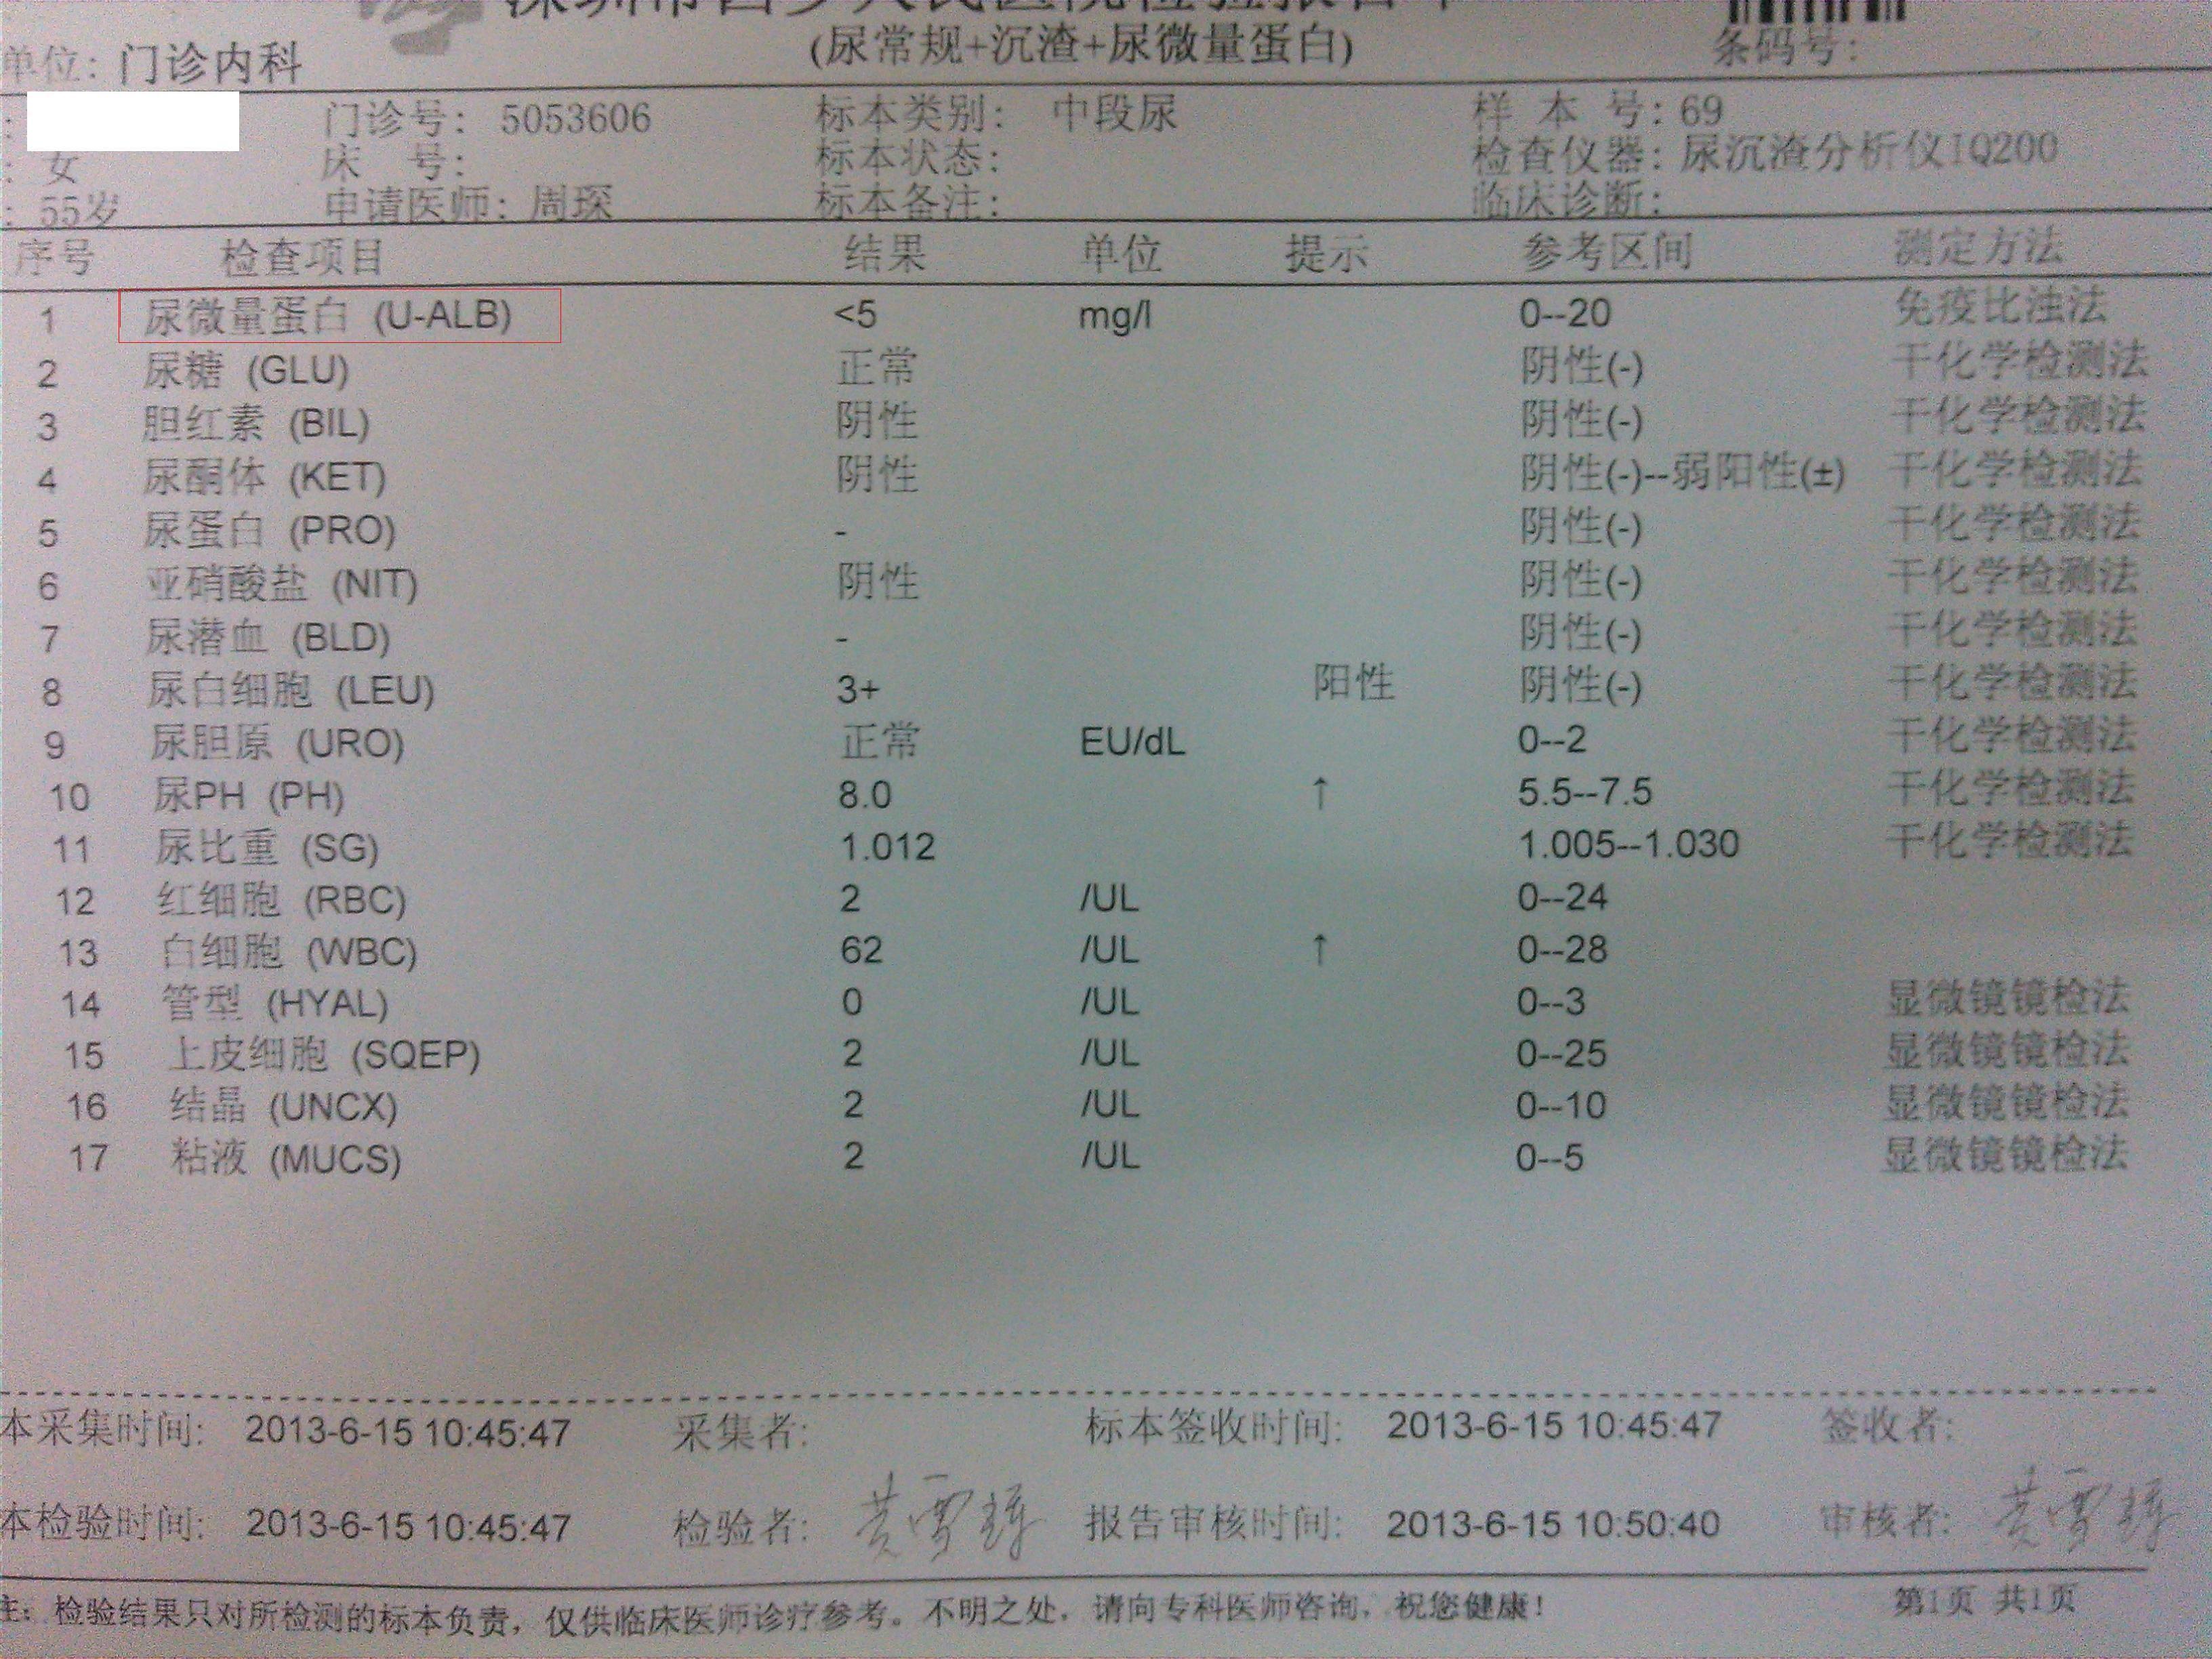 (尿常规+沉渣+尿微量蛋白)
条码号:
单位: 门诊内科
门诊号: 5053606 标本类别: 中段尿 样 本 号: 69
: 女 床 号: 标本状态: 检查仪器: 尿沉渣分析仪IQ200
: 55岁 申请医师: 周琛 标本备注: 临床诊断:
序号 检查项目 结果 单位 提示 参考区间 测定方法
1 尿微量蛋白 (U-ALB) <5 mg/l 0--20 免疫比浊法
2 尿糖 (GLU) 正常 阴性(-) 干化学检测法
3 胆红素 (BIL) 阴性 阴性(-) 干化学检测法
4 尿酮体 (KET) 阴性 阴性(-)--弱阳性(±) 干化学检测法
5 尿蛋白 (PRO) - 阴性(-) 干化学检测法
6 亚硝酸盐 (NIT) 阴性 阴性(-) 干化学检测法
7 尿潜血 (BLD) - 阴性(-) 干化学检测法
8 尿白细胞 (LEU) 3+ 阳性 阴性(-) 干化学检测法
9 尿胆原 (URO) 正常 EU/dL 0--2 干化学检测法
10 尿PH (PH) 8.0 ↑ 5.5--7.5 干化学检测法
11 尿比重 (SG) 1.012 1.005--1.030 干化学检测法
12 红细胞 (RBC) 2 /UL 0--24
13 白细胞 (WBC) 62 /UL ↑ 0--28
14 管型 (HYAL) 0 /UL 0--3 显微镜镜检法
15 上皮细胞 (SQEP) 2 /UL 0--25 显微镜镜检法
16 结晶 (UNCX) 2 /UL 0--10 显微镜镜检法
17 粘液 (MUCS) 2 /UL 0--5 显微镜镜检法
本采集时间: 2013-6-15 10:45:47 采集者: 标本签收时间: 2013-6-15 10:45:47 签收者:
本检验时间: 2013-6-15 10:45:47 检验者: 报告审核时间: 2013-6-15 10:50:40 审核者:
注: 检验结果只对所检测的标本负责，仅供临床医师诊疗参考。不明之处，请向专科医师咨询，祝您健康！ 第1页 共1页